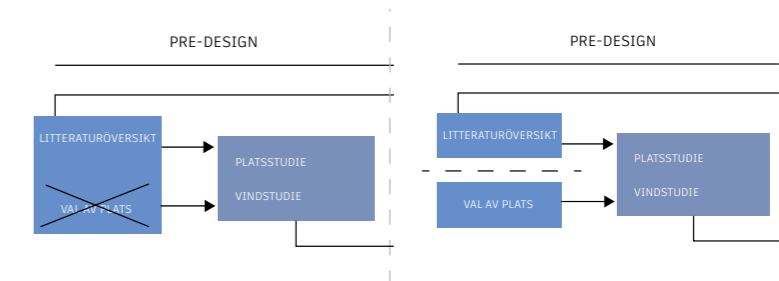 PRE-DESIGN
LITTERATURÖVERSIKT
VAL AV PLATS
PLATSSTUDIE
VINDSTUDIE
PRE-DESIGN
LITTERATURÖVERSIKT
VAL AV PLATS
PLATSSTUDIE
VINDSTUDIE